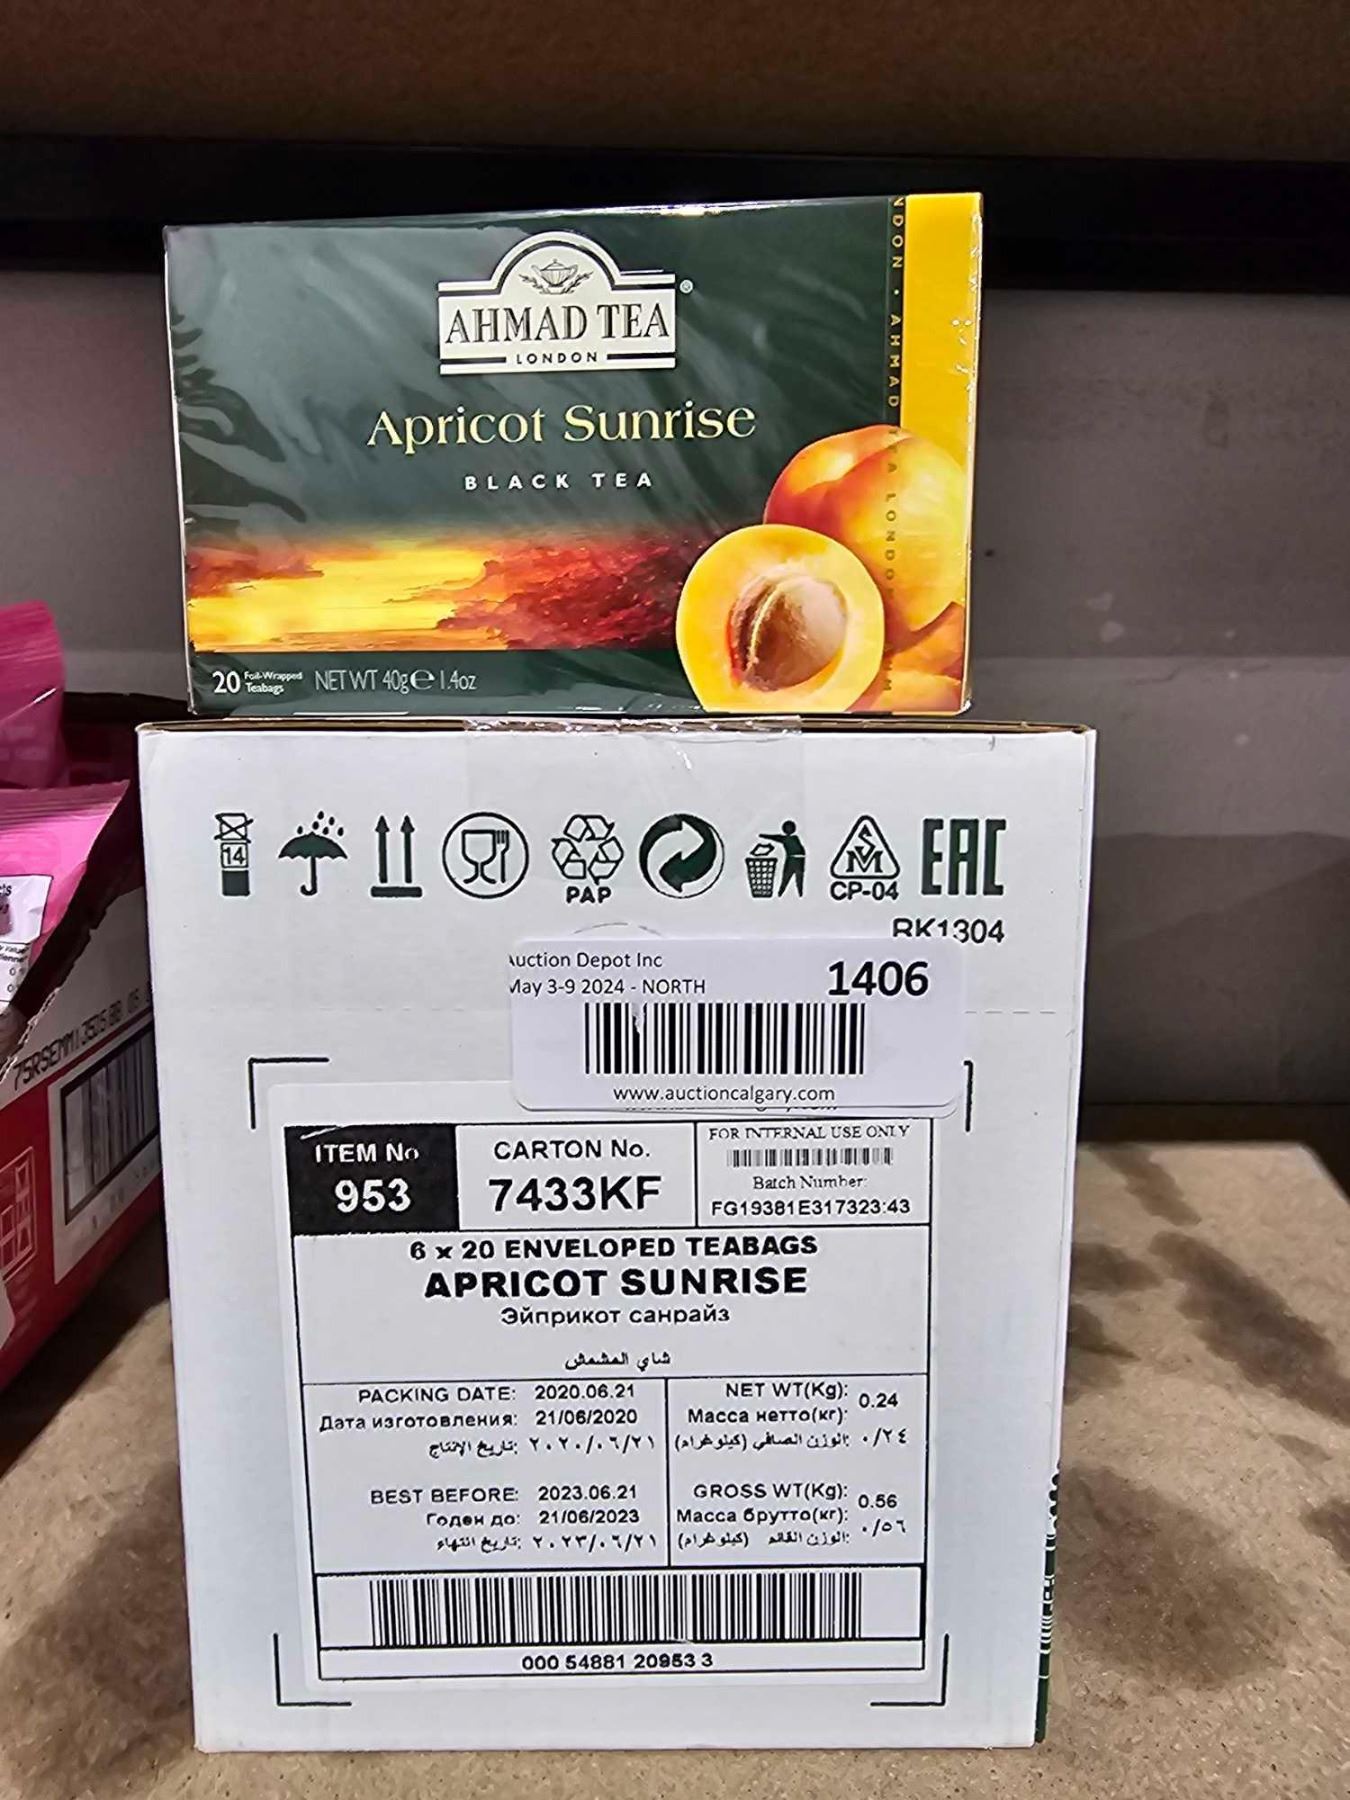 AHMAD TEA®
LONDON
Apricot Sunrise
BLACK TEA
20 Foil-Wrapped
Teabags
NET WT 40g e 1.4oz
NDON · AHMAD TEA LONDON
14
PAP
CP-04
EAC
RK1304
Auction Depot Inc
May 3-9 2024 - NORTH
1406
www.auctioncalgary.com
ITEM No
953
CARTON No.
7433KF
FOR INTERNAL USE ONLY
Batch Number:
FG19381E317323:43
6 x 20 ENVELOPED TEABAGS
APRICOT SUNRISE
Эйприкот санрайз
شاي المشمش
PACKING DATE: 2020.06.21
Дата изготовления: 21/06/2020
تاريخ الانتاج: ٢٠٢٠/٠٦/٢١
BEST BEFORE: 2023.06.21
Годен до: 21/06/2023
تاريخ انتهاء: ٢٠٢٣/٠٦/٢١
NET WT(Kg): 0.24
Масса нетто(кг):
الوزن الصافي (كيلوغرام): ٠/٢٤
GROSS WT(Kg): 0.56
Масса брутто(кг):
الوزن القائم (كيلوغرام): ٠/٥٦
000 54881 20953 3